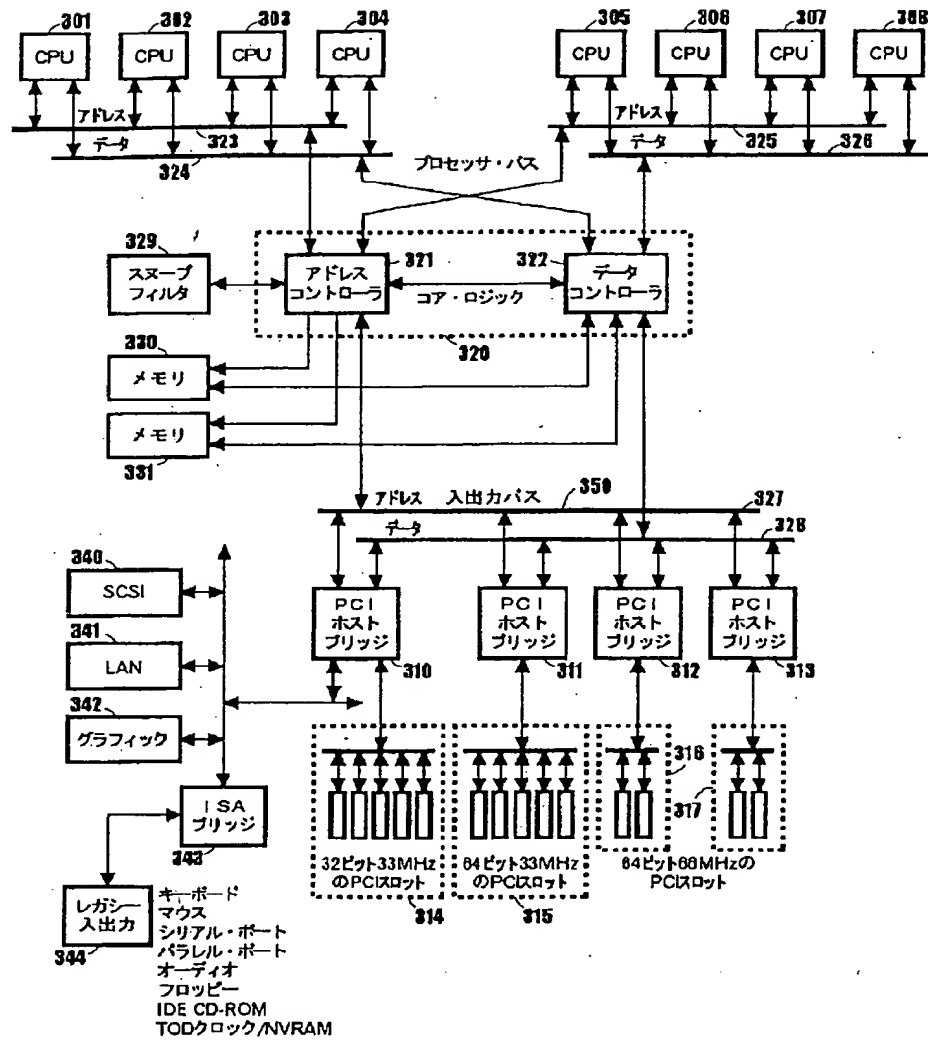 301 302 303 304 305 306 307 308
CPU CPU CPU CPU CPU CPU CPU CPU
アドレス アドレス
323 325
データ データ
324 326
プロセッサ・バス
329
スヌープ
フィルタ
321
アドレス
コントローラ
322
データ
コントローラ
コア・ロジック
320
330
メモリ
メモリ
331
アドレス 入出力バス 350 327
データ 328
340
SCSI
341
LAN
342
グラフィック
PCI
ホスト
ブリッジ
310
PCI
ホスト
ブリッジ
311
PCI
ホスト
ブリッジ
312
PCI
ホスト
ブリッジ
313
316
317
ISA
ブリッジ
343
32ビット33MHz
のPCIスロット
314
64ビット33MHz
のPCIスロット
315
64ビット66MHzの
PCIスロット
レガシー
入出力
344
キーボード
マウス
シリアル・ポート
パラレル・ポート
オーディオ
フロッピー
IDE CD-ROM
TODクロック/NVRAM